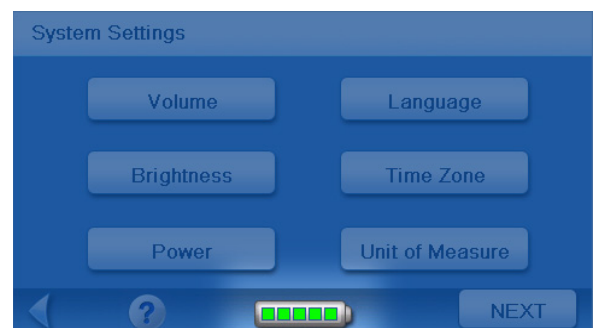 System Settings
Volume
Language
Brightness
Time Zone
Power
Unit of Measure
?
NEXT